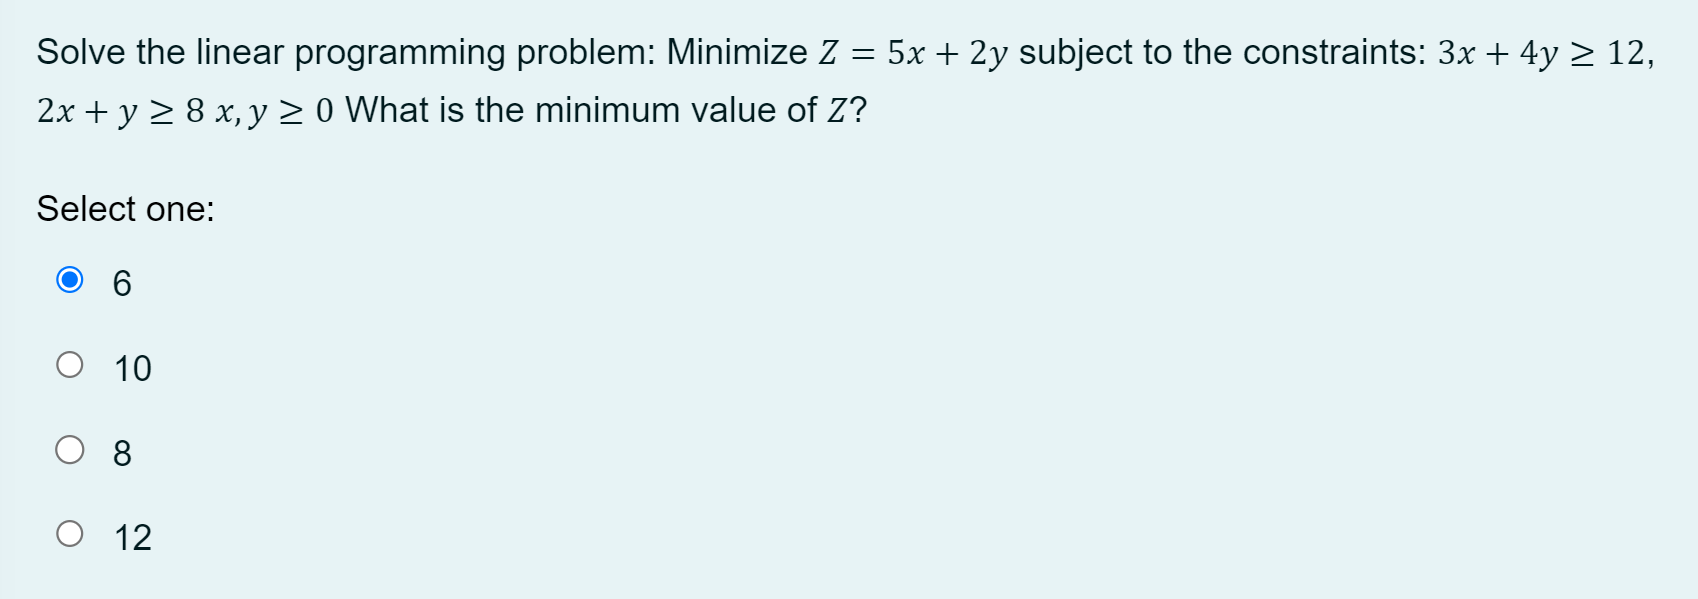 Solve the linear programming problem: Minimize Z = 5x + 2y subject to the constraints: 3x + 4y ≥ 12,
2x + y ≥ 8 x, y ≥ 0 What is the minimum value of Z?
Select one:
6
10
8
12